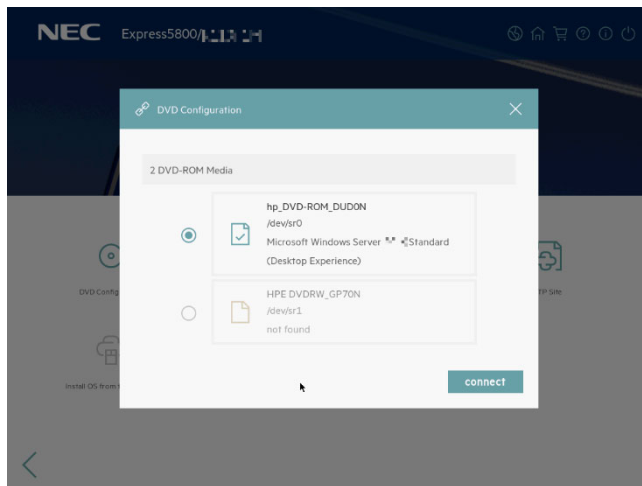 NEC
Express5800/
DVD Configuration
2 DVD-ROM Media
hp_DVD-ROM_DUD0N
/dev/sr0
Microsoft Windows Server Standard
(Desktop Experience)
HPE DVDRW_GP70N
/dev/sr1
not found
connect
DVD Config
TP Site
Install OS from